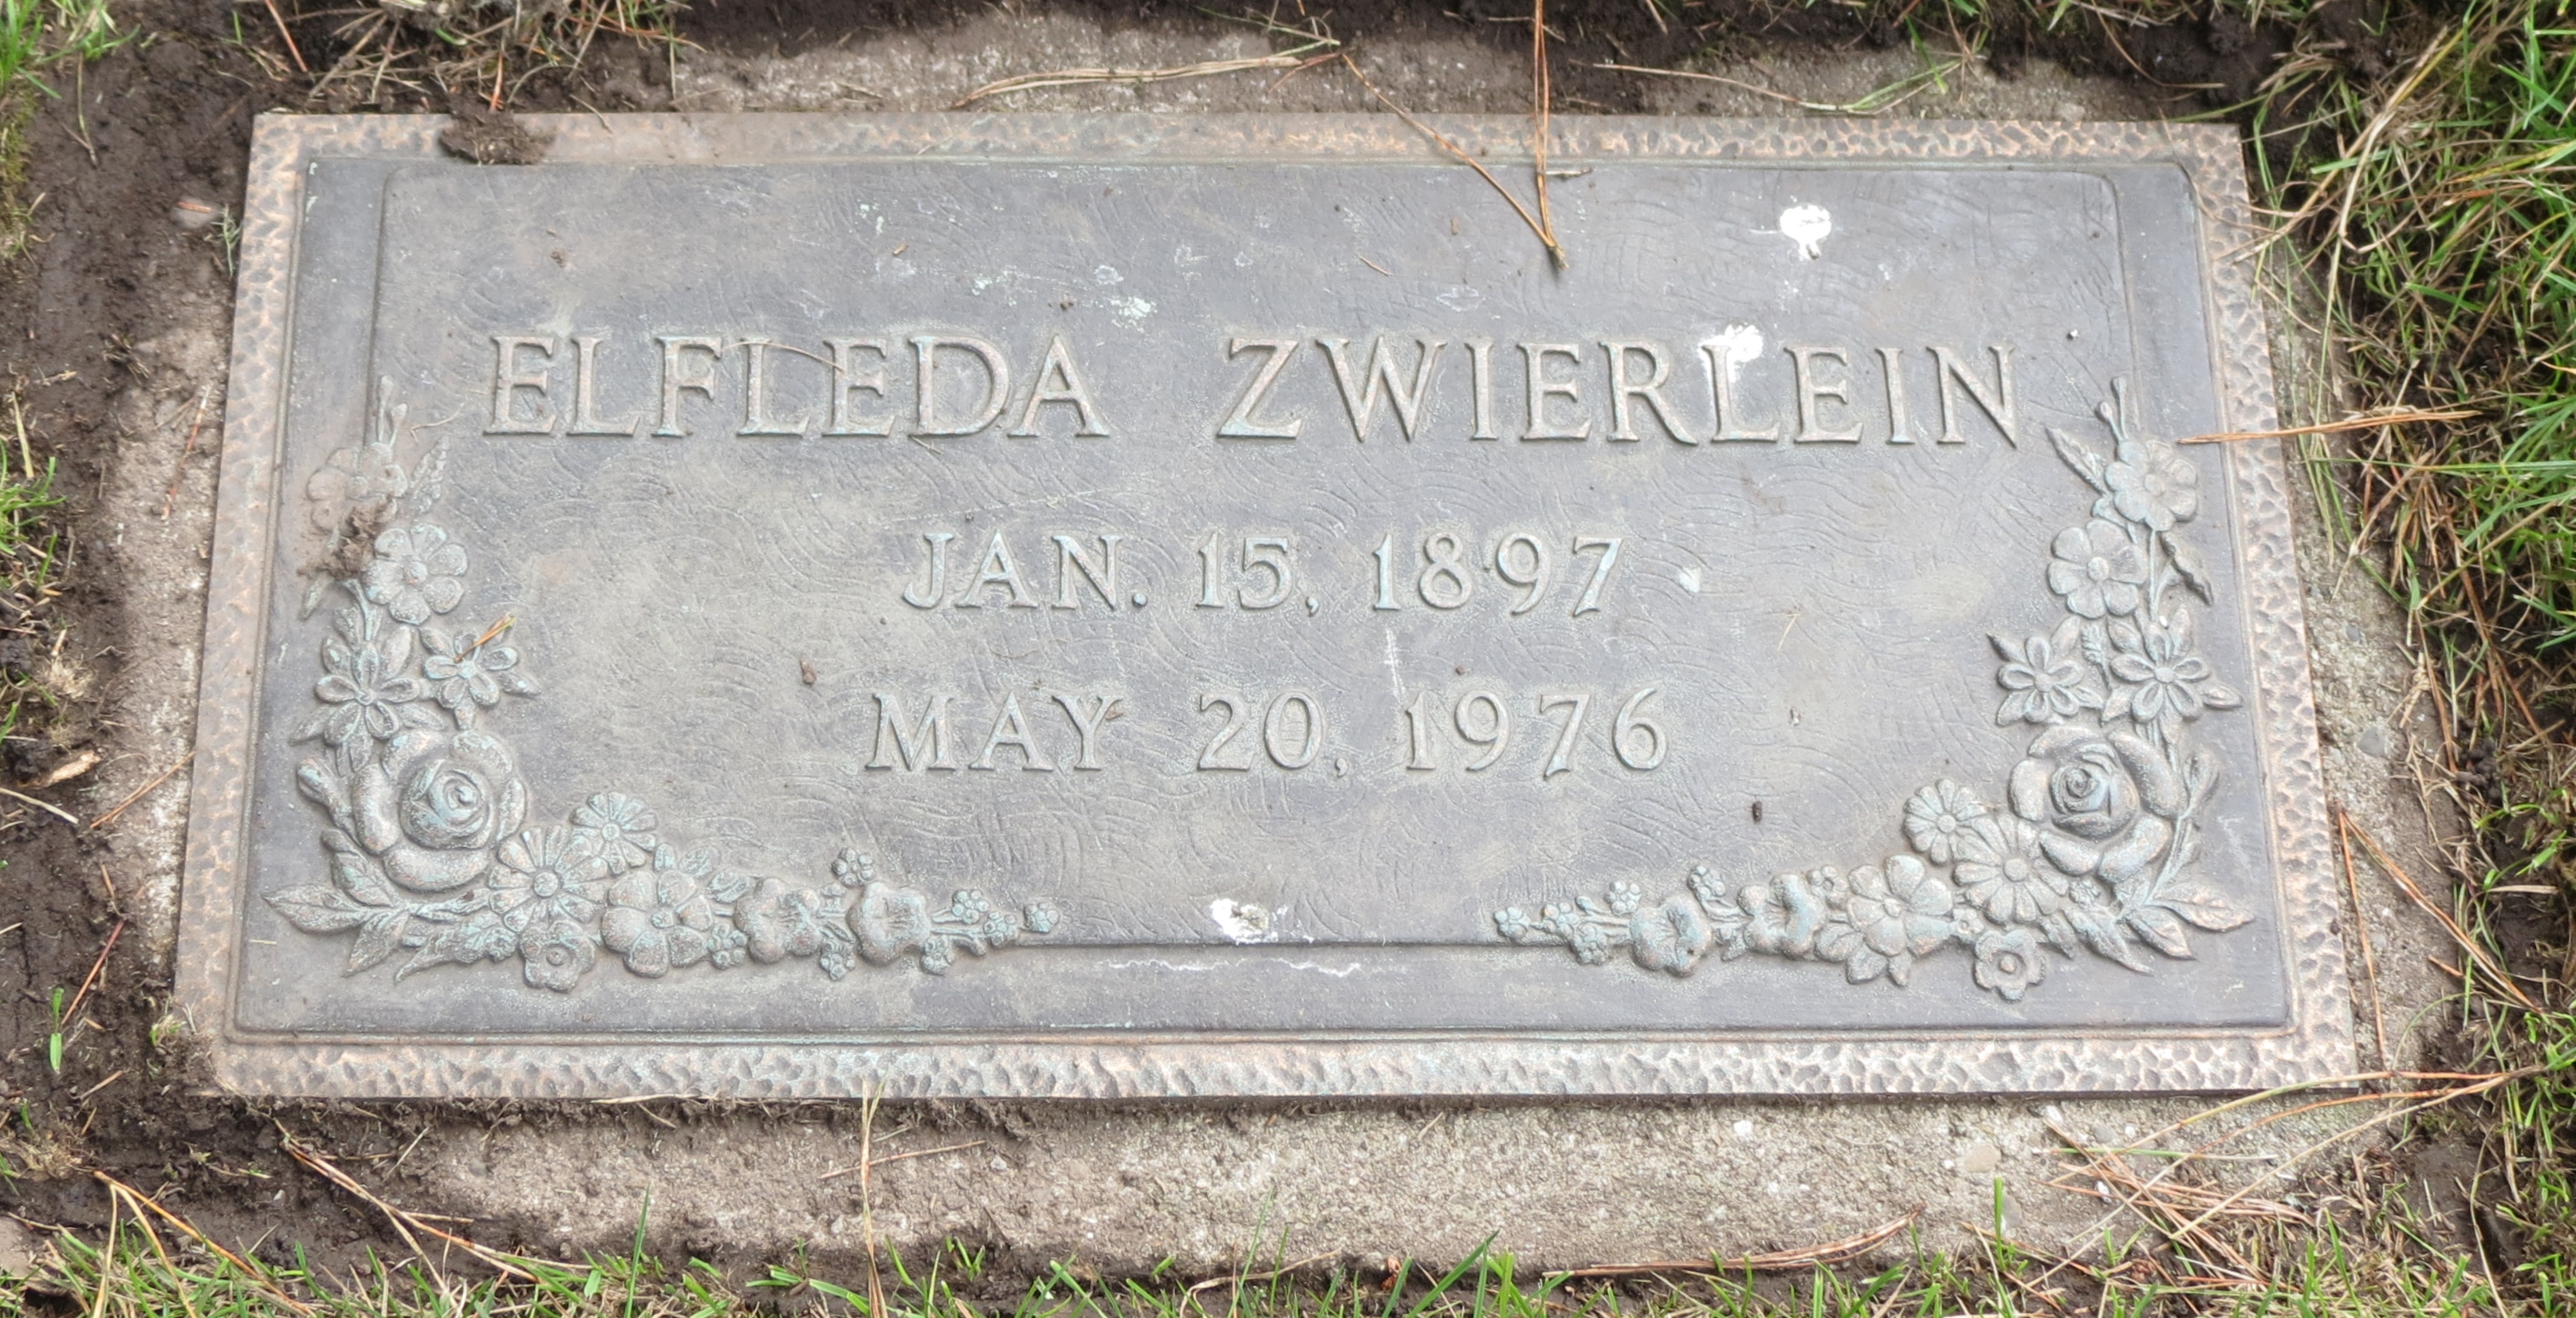 ELFLEDA ZWIERLEIN
JAN. 15, 1897
MAY 20, 1976